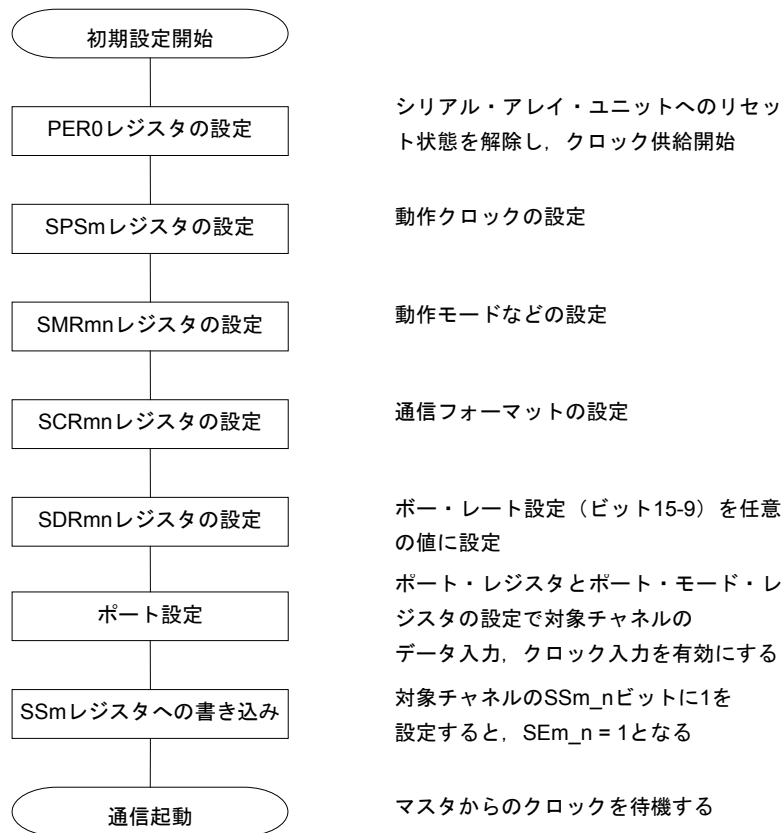 初期設定開始
PER0レジスタの設定
シリアル・アレイ・ユニットへのリセッ
ト状態を解除し，クロック供給開始
SPSmレジスタの設定
動作クロックの設定
SMRmnレジスタの設定
動作モードなどの設定
SCRmnレジスタの設定
通信フォーマットの設定
SDRmnレジスタの設定
ボー・レート設定（ビット15-9）を任意
の値に設定
ポート設定
ポート・レジスタとポート・モード・レ
ジスタの設定で対象チャネルの
データ入力，クロック入力を有効にする
SSmレジスタへの書き込み
対象チャネルのSSm_nビットに1を
設定すると，SEm_n = 1となる
通信起動
マスタからのクロックを待機する